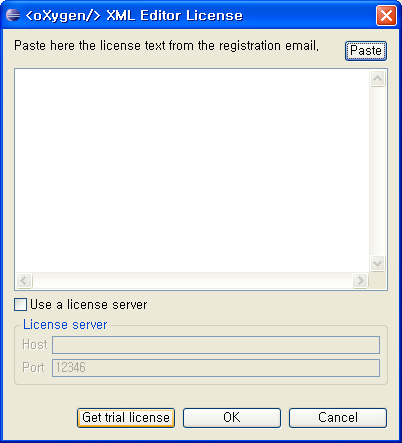 <oXygen/> XML Editor License
Paste here the license text from the registration email.
Paste
Use a license server
License server
Host
Port 12346
Get trial license OK Cancel